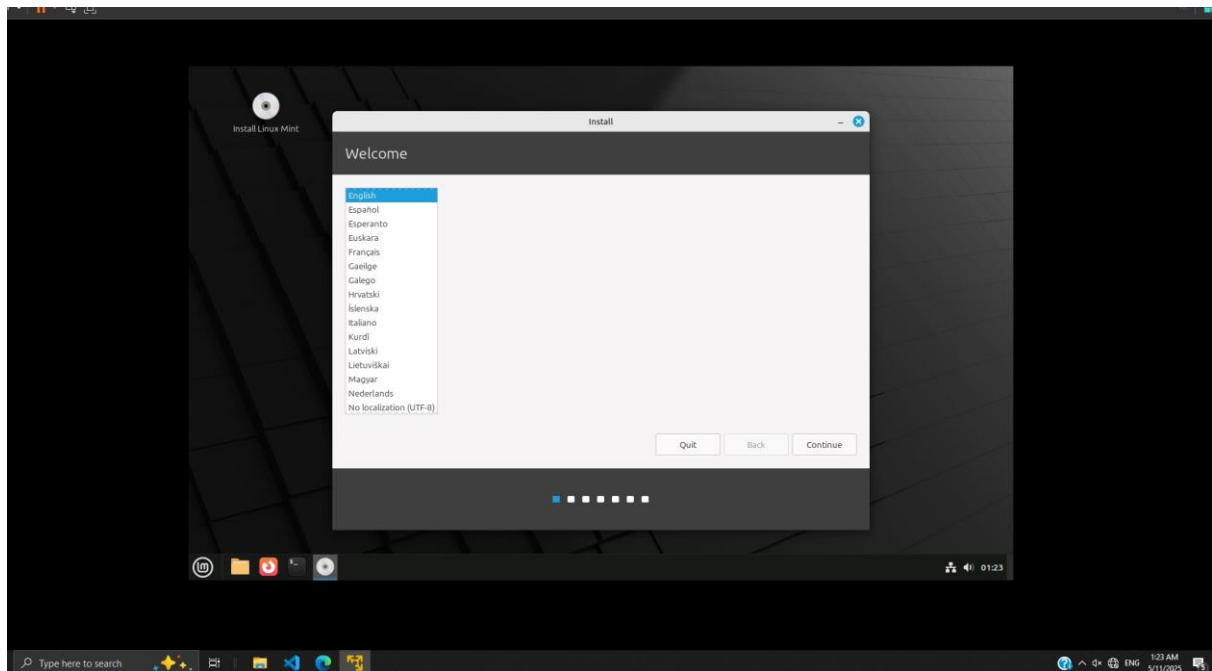 Install Linux Mint
Install
Welcome
English
Español
Esperanto
Euskara
Français
Gaeilge
Galego
Hrvatski
Íslenska
Italiano
Kurdî
Latviski
Lietuviškai
Magyar
Nederlands
No localization (UTF-8)
Quit
Back
Continue
01:23
Type here to search
ENG
1:23 AM
5/11/2025